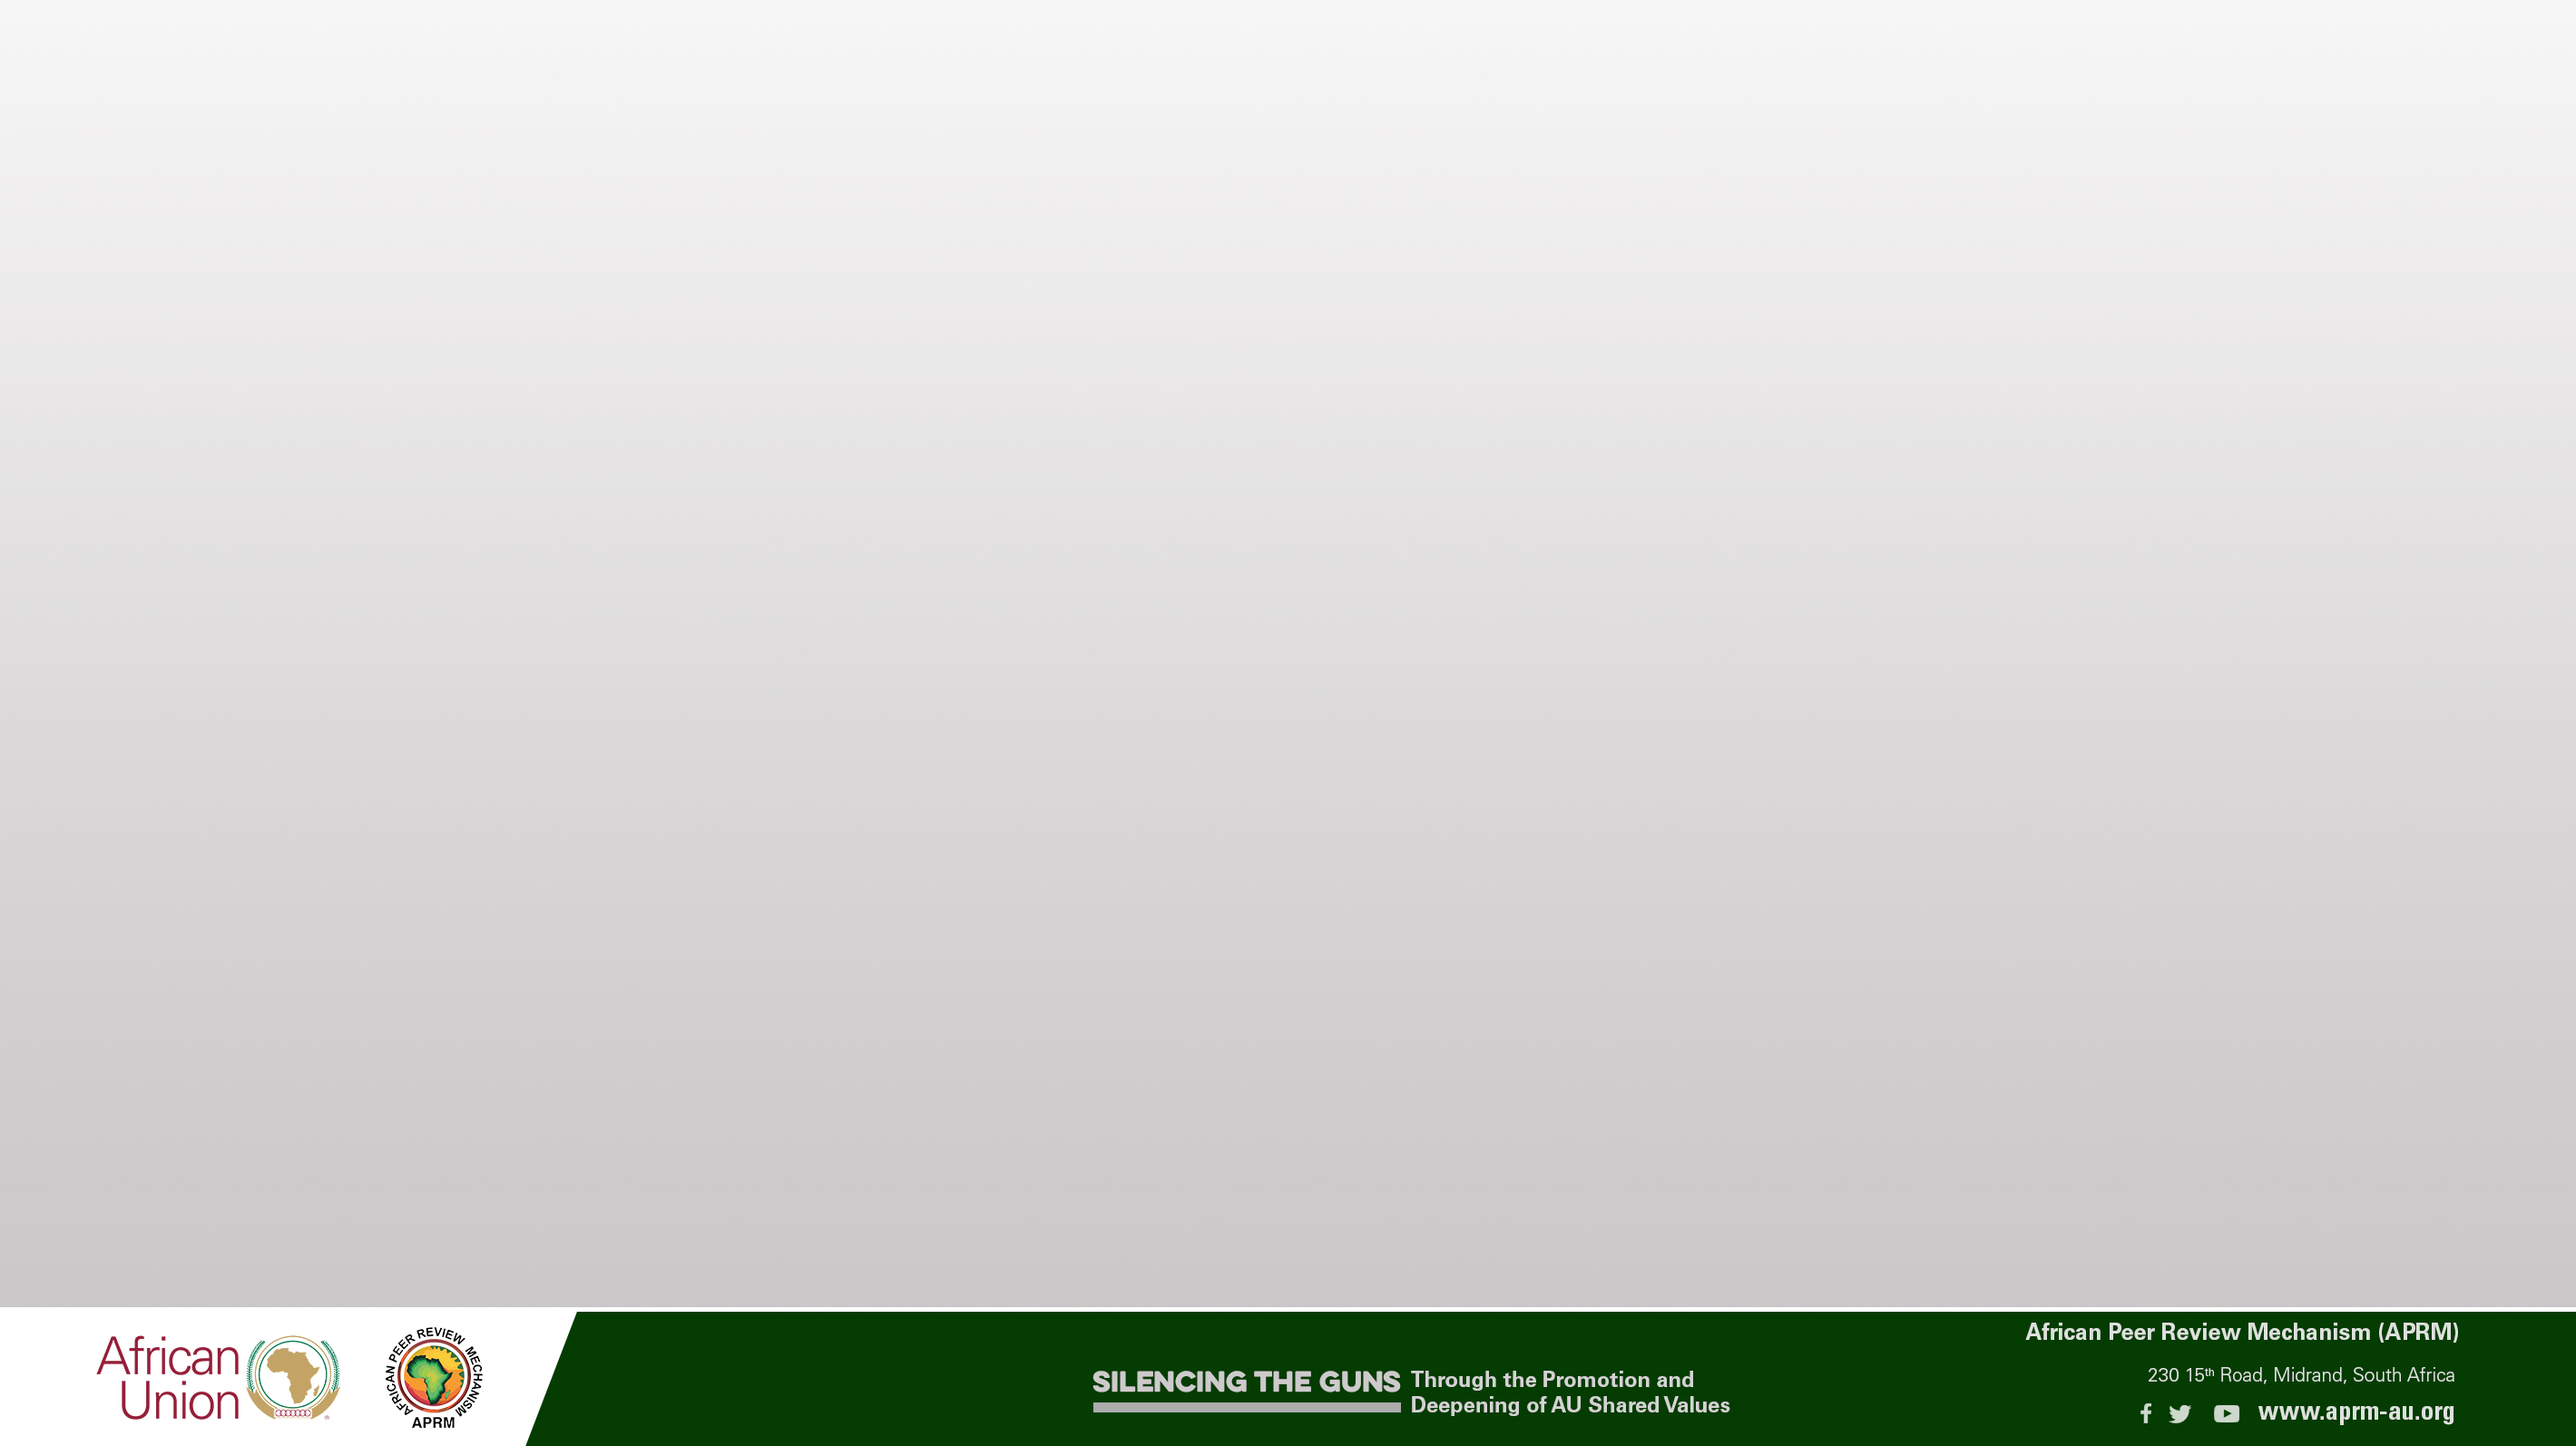 African
Union
AFRICAN PEER REVIEW MECHANISM
APRM
SILENCING THE GUNS
Through the Promotion and
Deepening of AU Shared Values
African Peer Review Mechanism (APRM)
230 15th Road, Midrand, South Africa
www.aprm-au.org